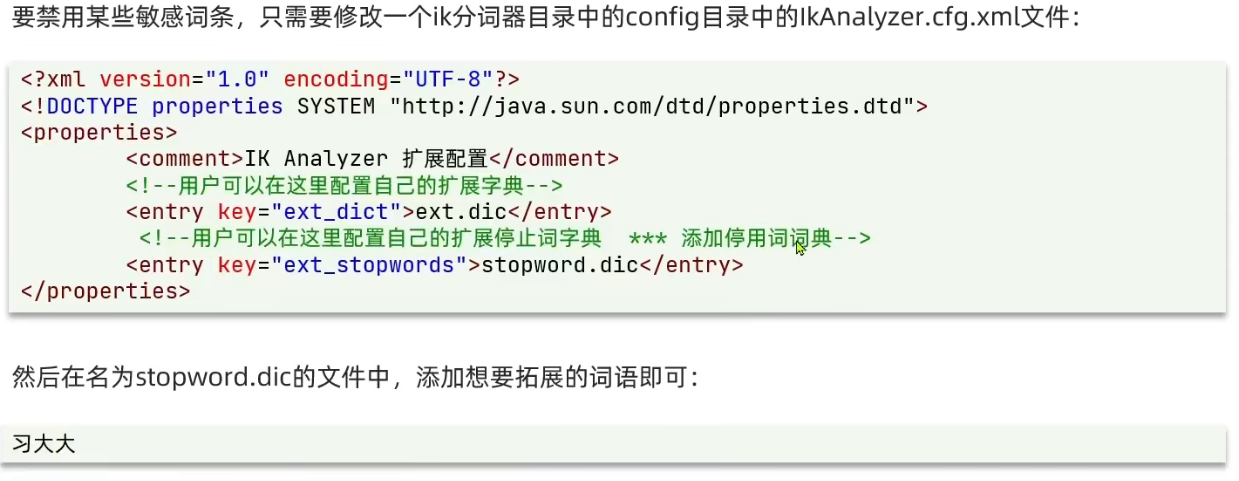 要禁用某些敏感词条，只需要修改一个ik分词器目录中的config目录中的IkAnalyzer.cfg.xml文件：
<?xml version="1.0" encoding="UTF-8"?>
<!DOCTYPE properties SYSTEM "http://java.sun.com/dtd/properties.dtd">
<properties>
        <comment>IK Analyzer 扩展配置</comment>
        <!--用户可以在这里配置自己的扩展字典-->
        <entry key="ext_dict">ext.dic</entry>
         <!--用户可以在这里配置自己的扩展停止词字典  *** 添加停用词词典-->
        <entry key="ext_stopwords">stopword.dic</entry>
</properties>
然后在名为stopword.dic的文件中，添加想要拓展的词语即可：
习大大